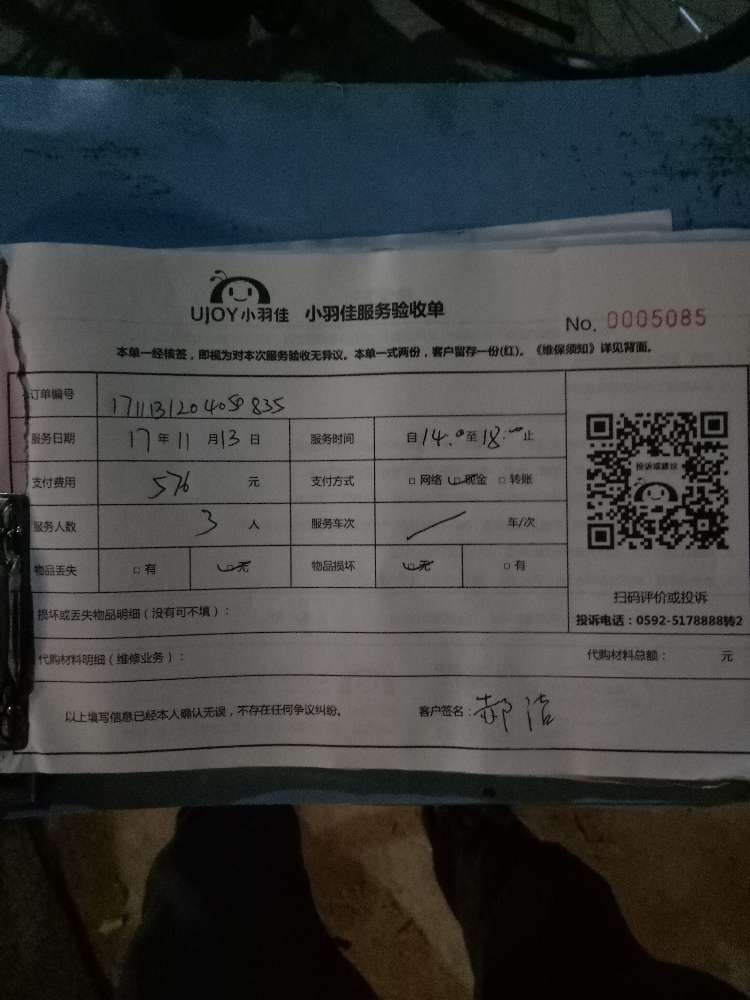 UJOY小羽佳 小羽佳服务验收单
No. 0005085
本单一经核签，即视为对本次服务验收无异议。本单一式两份，客户留存一份(红)。《维保须知》详见背面。
订单编号 171113120405835
服务日期 17年11月13日 服务时间 自14:00至18:00止
支付费用 576 元 支付方式 □ 网络 □ 现金 □ 转账
服务人数 3 人 服务车次 / 车/次
物品丢失 □ 有 □ 无 物品损坏 □ 无 □ 有
投诉或建议
扫码评价或投诉
投诉电话：0592-5178888转2
损坏或丢失物品明细（没有可不填）：
代购材料明细（维修业务）： 代购材料总额： 元
以上填写信息已经本人确认无误，不存在任何争议纠纷。 客户签名：郝洁